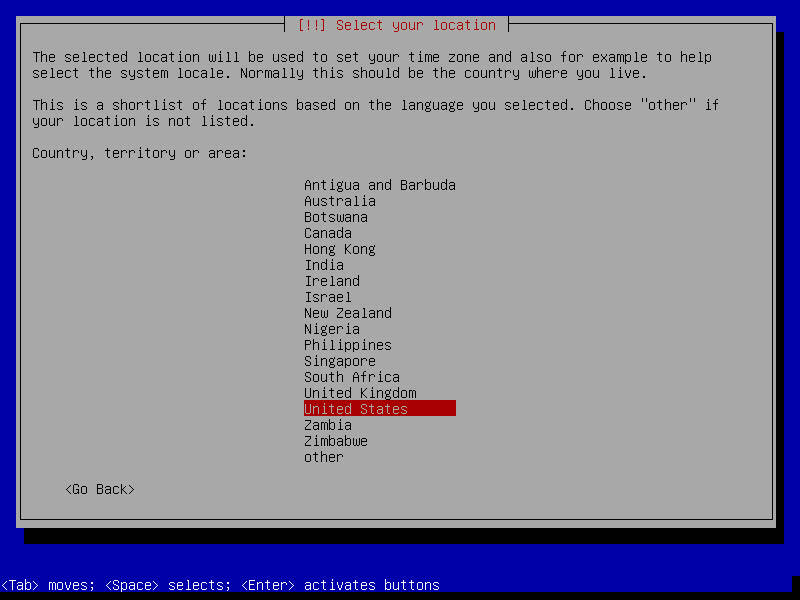 [!!] Select your location
The selected location will be used to set your time zone and also for example to help
select the system locale. Normally this should be the country where you live.
This is a shortlist of locations based on the language you selected. Choose "other" if
your location is not listed.
Country, territory or area:
Antigua and Barbuda
Australia
Botswana
Canada
Hong Kong
India
Ireland
Israel
New Zealand
Nigeria
Philippines
Singapore
South Africa
United Kingdom
United States
Zambia
Zimbabwe
other
<Go Back>
<Tab> moves; <Space> selects; <Enter> activates buttons